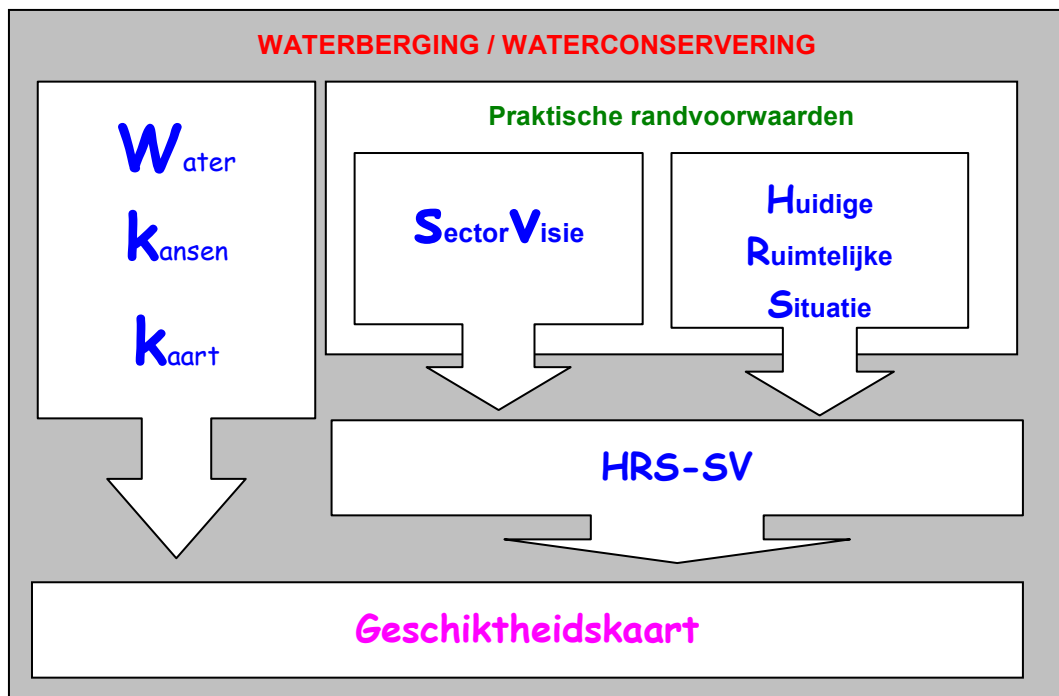 WATERBERGING / WATERCONSERVERING
Water
kansen
kaart
Praktische randvoorwaarden
SectorVisie
Huidige
Ruimtelijke
Situatie
HRS-SV
Geschiktheidskaart